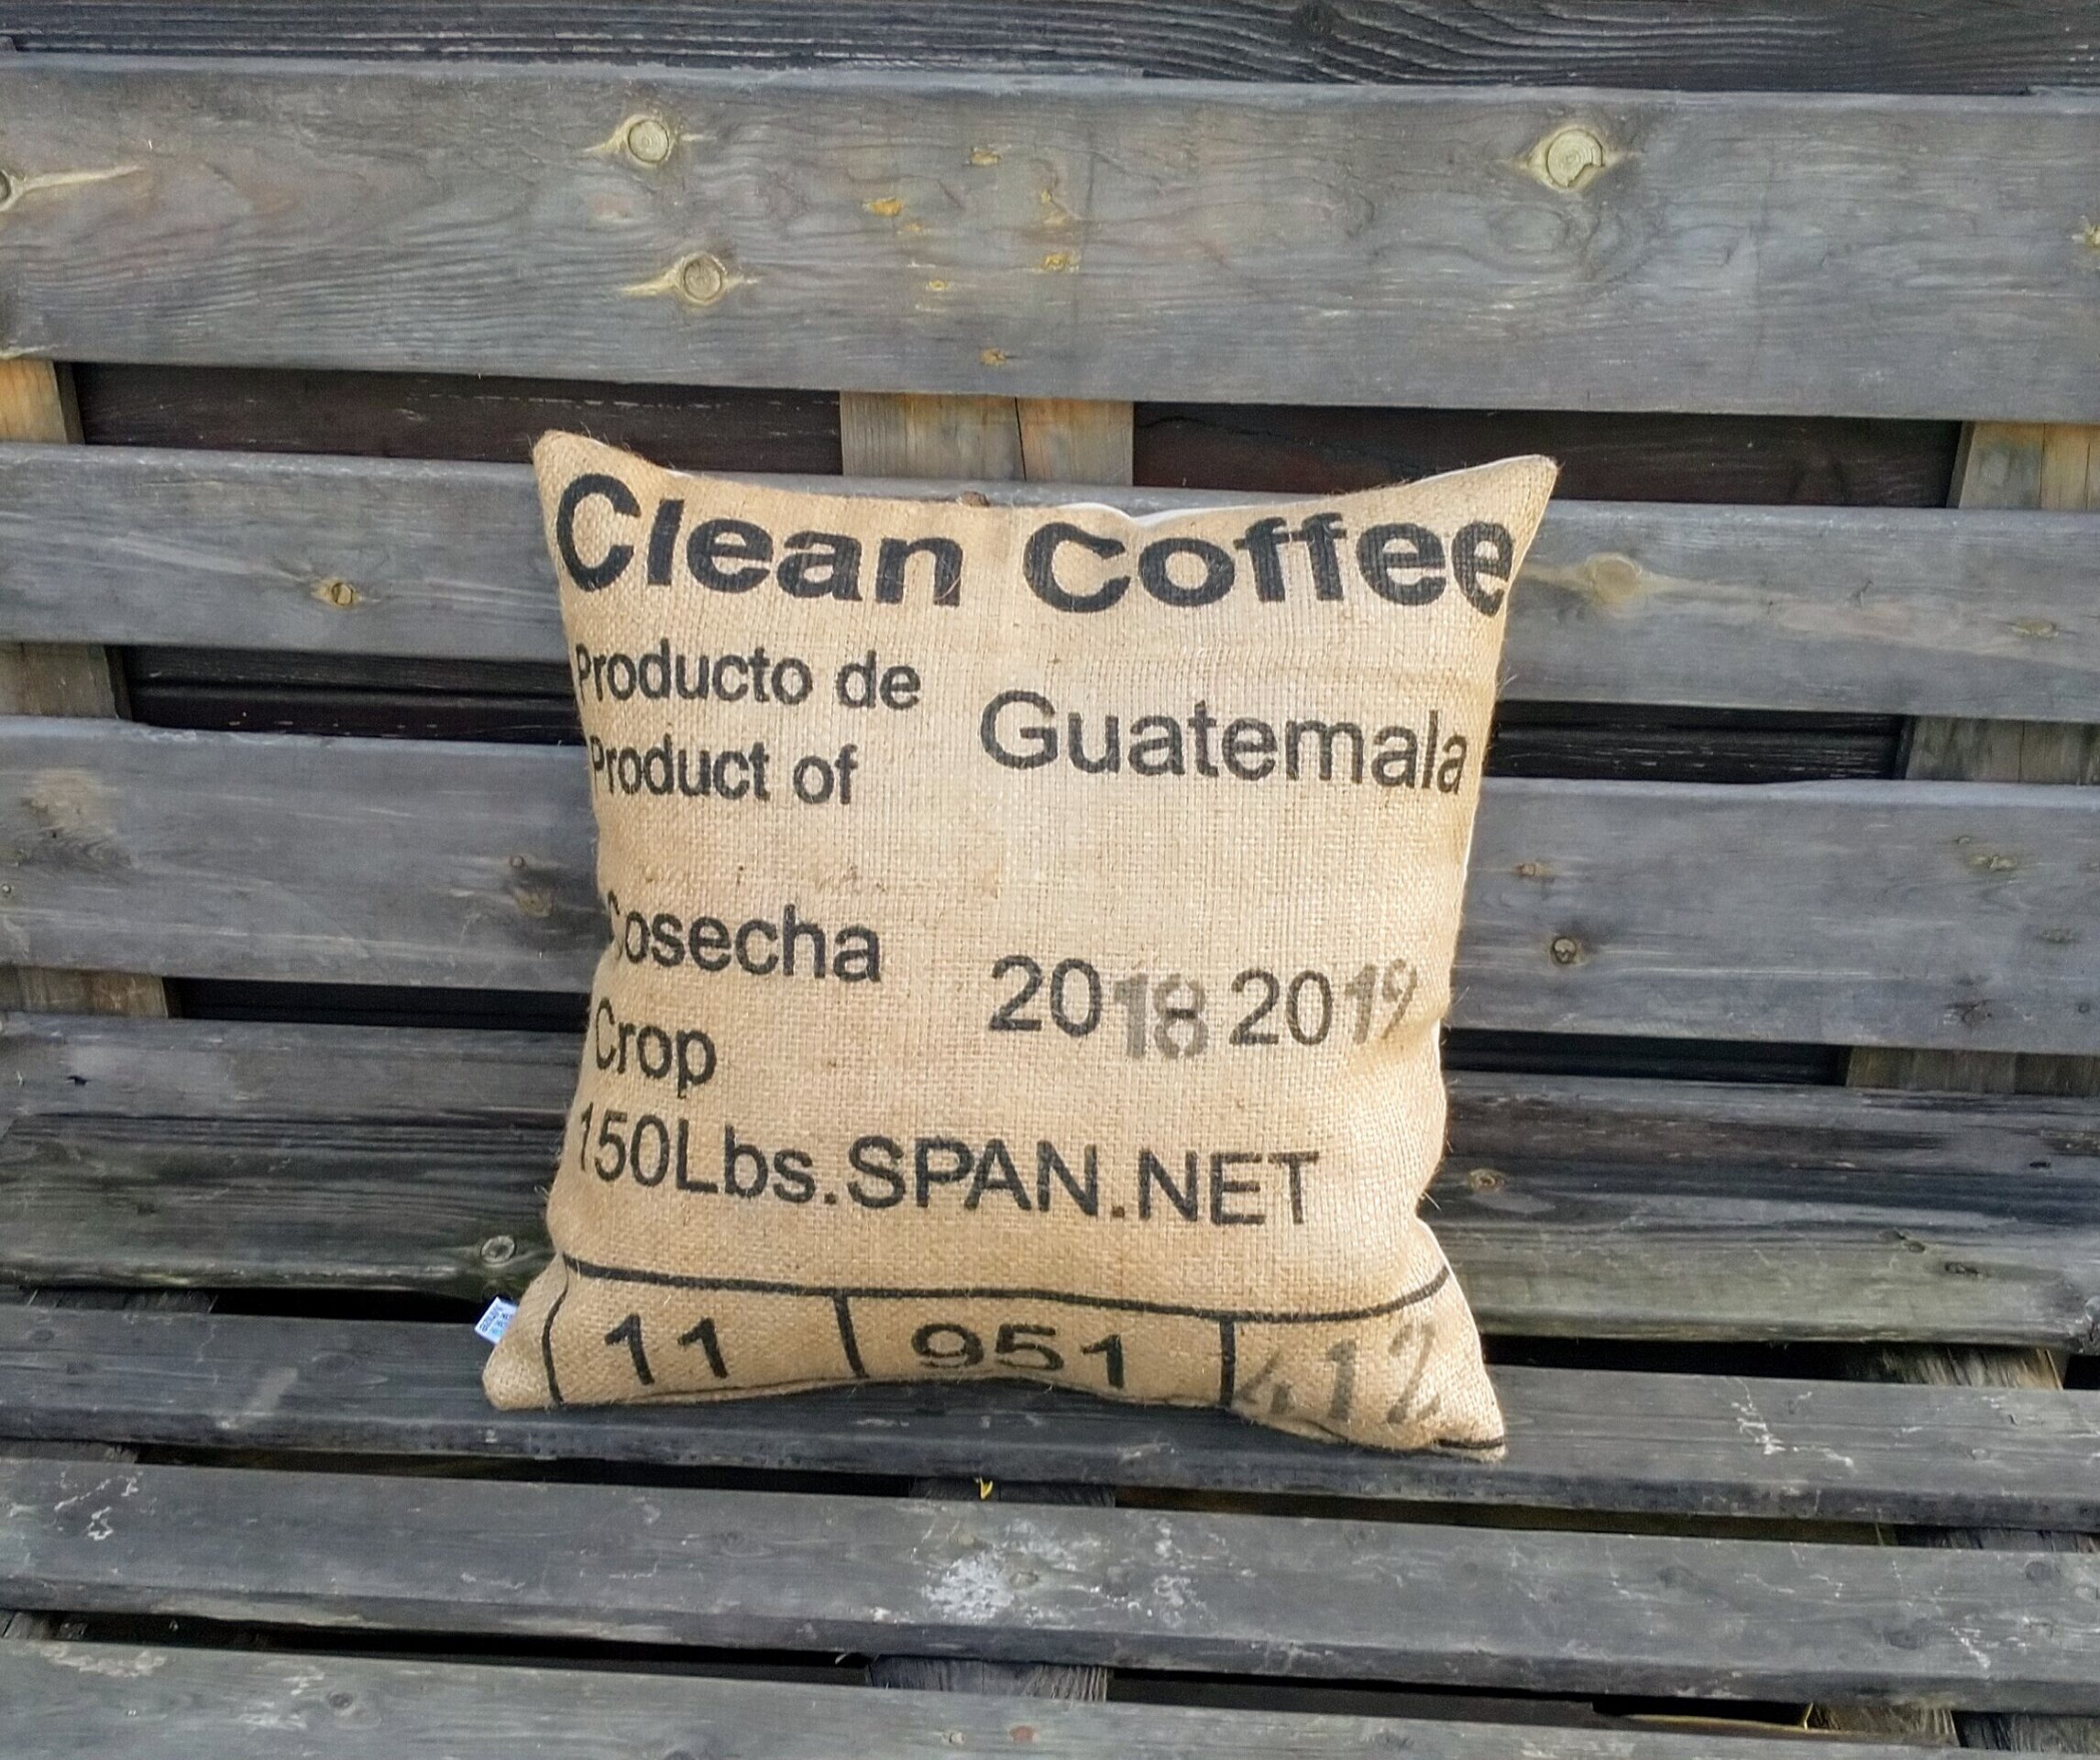 Clean Coffee
Producto de
Product of
Guatemala
Cosecha
Crop
2018 2019
150Lbs.SPAN.NET
11 951 412